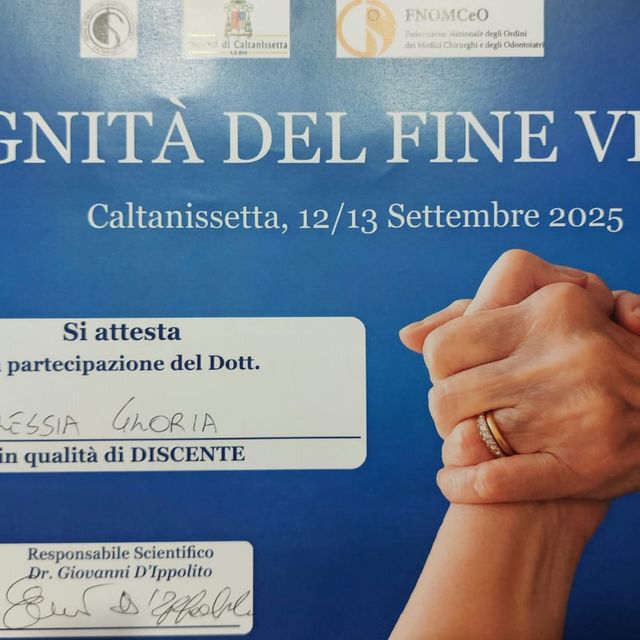 di Caltanissetta
FNOMCeO
Federazione Nazionale degli Ordini
dei Medici Chirurghi e degli Odontoiatri
GNITÀ DEL FINE VI
Caltanissetta, 12/13 Settembre 2025
Si attesta
partecipazione del Dott.
LESSIA GLORIA
in qualità di DISCENTE
Responsabile Scientifico
Dr. Giovanni D'Ippolito